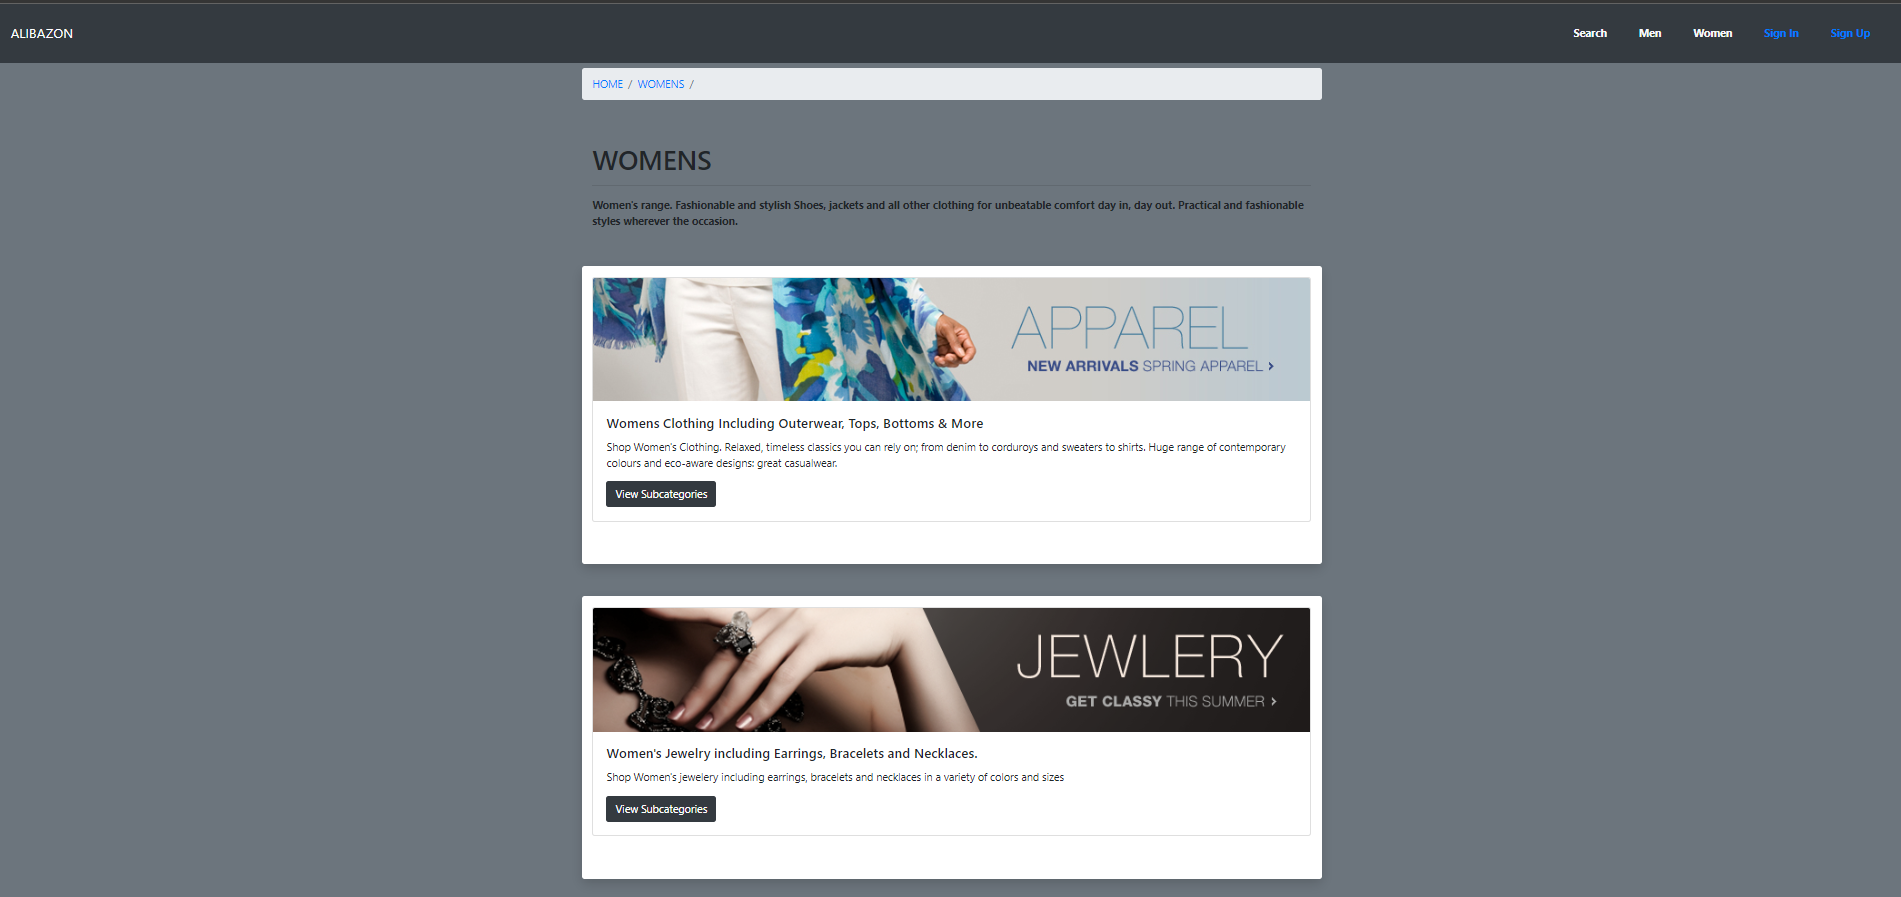 ALIBAZON
Search Men Women Sign In Sign Up
HOME / WOMENS /
WOMENS
Women's range. Fashionable and stylish Shoes, jackets and all other clothing for unbeatable comfort day in, day out. Practical and fashionable
styles wherever the occasion.
APPAREL
NEW ARRIVALS SPRING APPAREL >
Womens Clothing Including Outerwear, Tops, Bottoms & More
Shop Women's Clothing. Relaxed, timeless classics you can rely on; from denim to corduroys and sweaters to shirts. Huge range of contemporary
colours and eco-aware designs: great casualwear.
View Subcategories
JEWLERY
GET CLASSY THIS SUMMER >
Women's Jewelry including Earrings, Bracelets and Necklaces.
Shop Women's jewelery including earrings, bracelets and necklaces in a variety of colors and sizes
View Subcategories